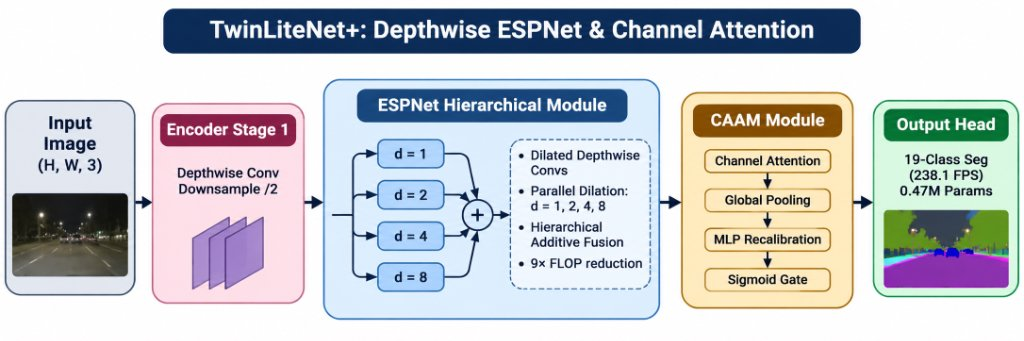 TwinLiteNet+: Depthwise ESPNet & Channel Attention
Input
Image
(H, W, 3)
Encoder Stage 1
Depthwise Conv
Downsample /2
ESPNet Hierarchical Module
d = 1
d = 2
d = 4
d = 8
+
• Dilated Depthwise
Convs
• Parallel Dilation:
d = 1, 2, 4, 8
• Hierarchical
Additive Fusion
• 9× FLOP reduction
CAAM Module
Channel Attention
Global Pooling
MLP Recalibration
Sigmoid Gate
Output Head
19-Class Seg
(238.1 FPS)
0.47M Params